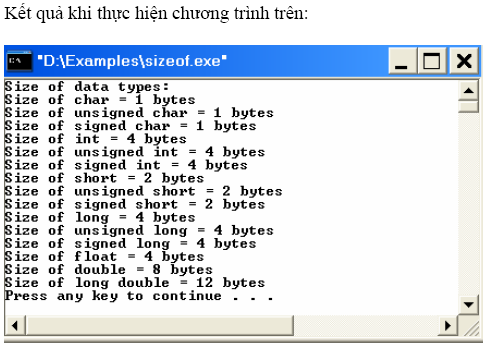 Kết quả khi thực hiện chương trình trên:
"D:\Examples\sizeof.exe"
Size of data types:
Size of char = 1 bytes
Size of unsigned char = 1 bytes
Size of signed char = 1 bytes
Size of int = 4 bytes
Size of unsigned int = 4 bytes
Size of signed int = 4 bytes
Size of short = 2 bytes
Size of unsigned short = 2 bytes
Size of signed short = 2 bytes
Size of long = 4 bytes
Size of unsigned long = 4 bytes
Size of signed long = 4 bytes
Size of float = 4 bytes
Size of double = 8 bytes
Size of long double = 12 bytes
Press any key to continue . . .